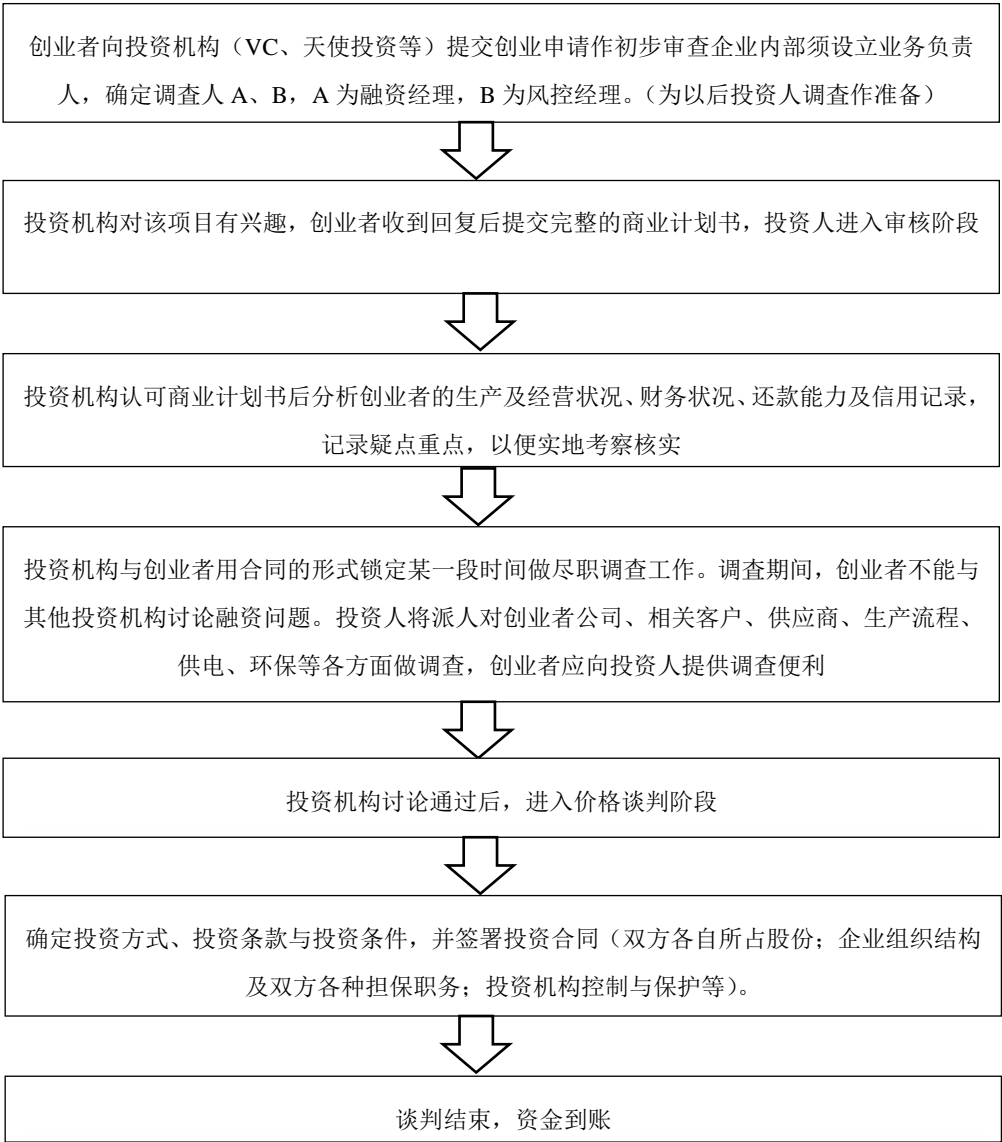 创业者向投资机构（VC、天使投资等）提交创业申请作初步审查企业内部须设立业务负责
人，确定调查人 A、B，A 为融资经理，B 为风控经理。（为以后投资人调查作准备）
投资机构对该项目有兴趣，创业者收到回复后提交完整的商业计划书，投资人进入审核阶段
投资机构认可商业计划书后分析创业者的生产及经营状况、财务状况、还款能力及信用记录，
记录疑点重点，以便实地考察核实
投资机构与创业者用合同的形式锁定某一段时间做尽职调查工作。调查期间，创业者不能与
其他投资机构讨论融资问题。投资人将派人对创业者公司、相关客户、供应商、生产流程、
供电、环保等各方面做调查，创业者应向投资人提供调查便利
投资机构讨论通过后，进入价格谈判阶段
确定投资方式、投资条款与投资条件，并签署投资合同（双方各自所占股份；企业组织结构
及双方各种担保职务；投资机构控制与保护等）。
谈判结束，资金到账